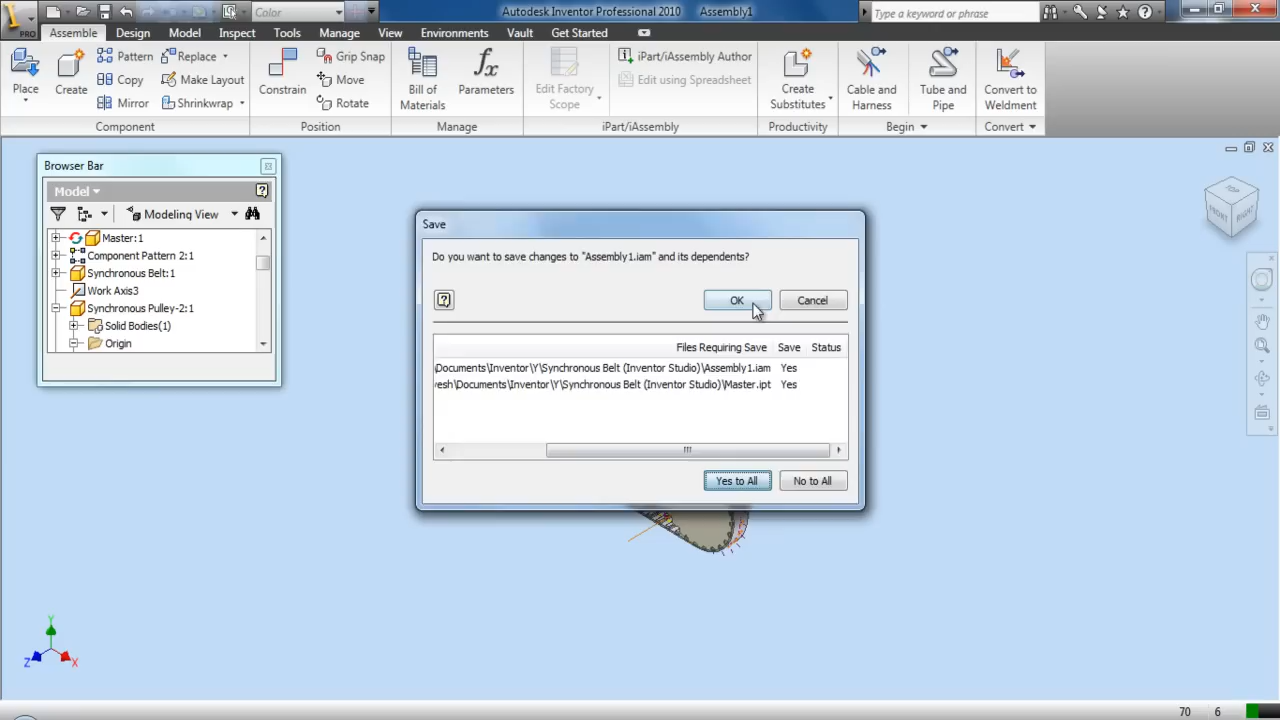 Color
Autodesk Inventor Professional 2010 Assembly1
Type a keyword or phrase
PRO
Assemble Design Model Inspect Tools Manage View Environments Vault Get Started
Place
Create
Pattern
Copy
Mirror
Replace
Make Layout
Shrinkwrap
Component
Constrain
Grip Snap
Move
Rotate
Position
Bill of
Materials
Parameters
Manage
Edit Factory
Scope
iPart/iAssembly Author
Edit using Spreadsheet
iPart/iAssembly
Create
Substitutes
Productivity
Cable and
Harness
Tube and
Pipe
Begin
Convert to
Weldment
Convert
Browser Bar
Model
Modeling View
Master:1
Component Pattern 2:1
Synchronous Belt:1
Work Axis3
Synchronous Pulley-2:1
Solid Bodies(1)
Origin
Save
Do you want to save changes to "Assembly1.iam" and its dependents?
OK Cancel
Files Requiring Save Save Status
\Documents\Inventor\Y\Synchronous Belt (Inventor Studio)\Assembly1.iam Yes
esh\Documents\Inventor\Y\Synchronous Belt (Inventor Studio)\Master.ipt Yes
Yes to All No to All
TOP
FRONT
RIGHT
Y
Z
X
70 6